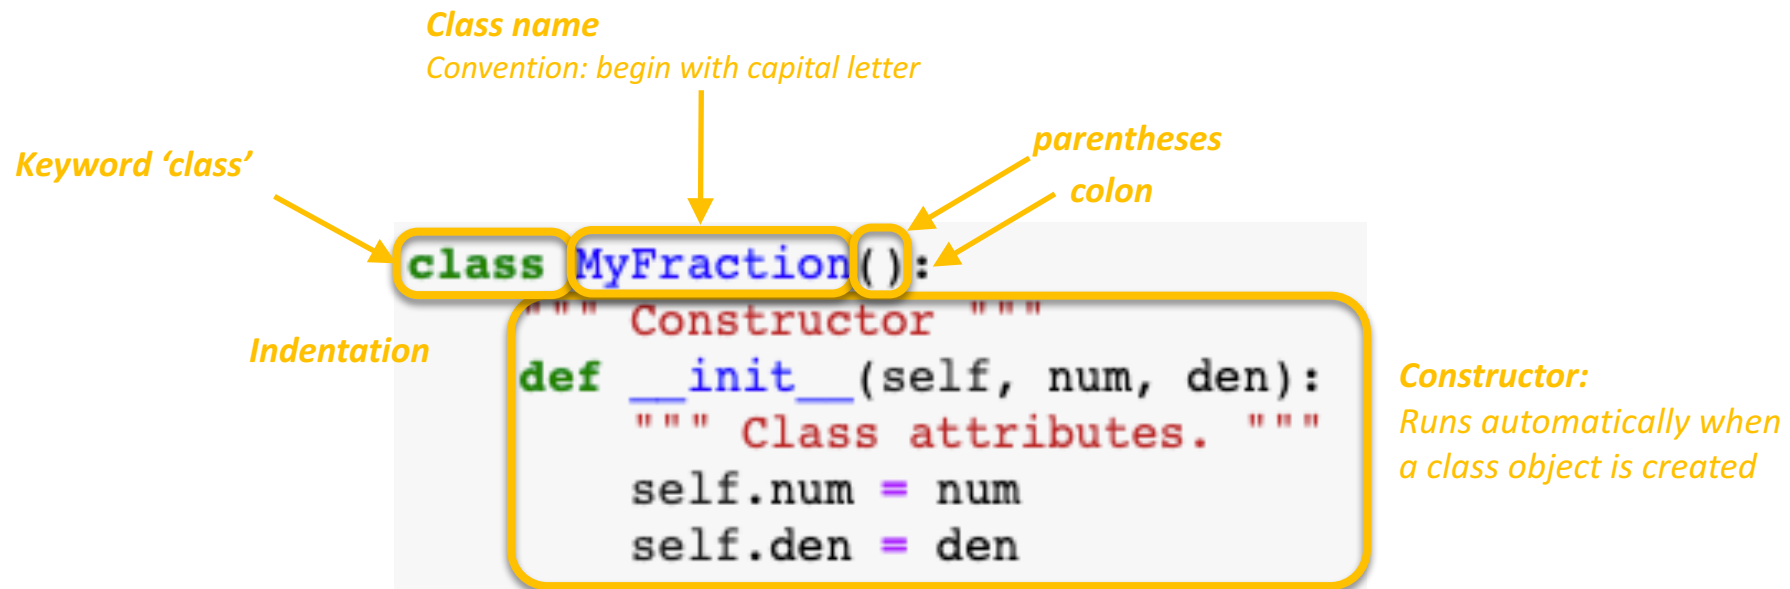 Class name
Convention: begin with capital letter
parentheses
Keyword ‘class’
colon
class MyFraction():
""" Constructor """
Indentation
def __init__(self, num, den):
Constructor:
""" Class attributes. """
Runs automatically when
a class object is created
self.num = num
self.den = den